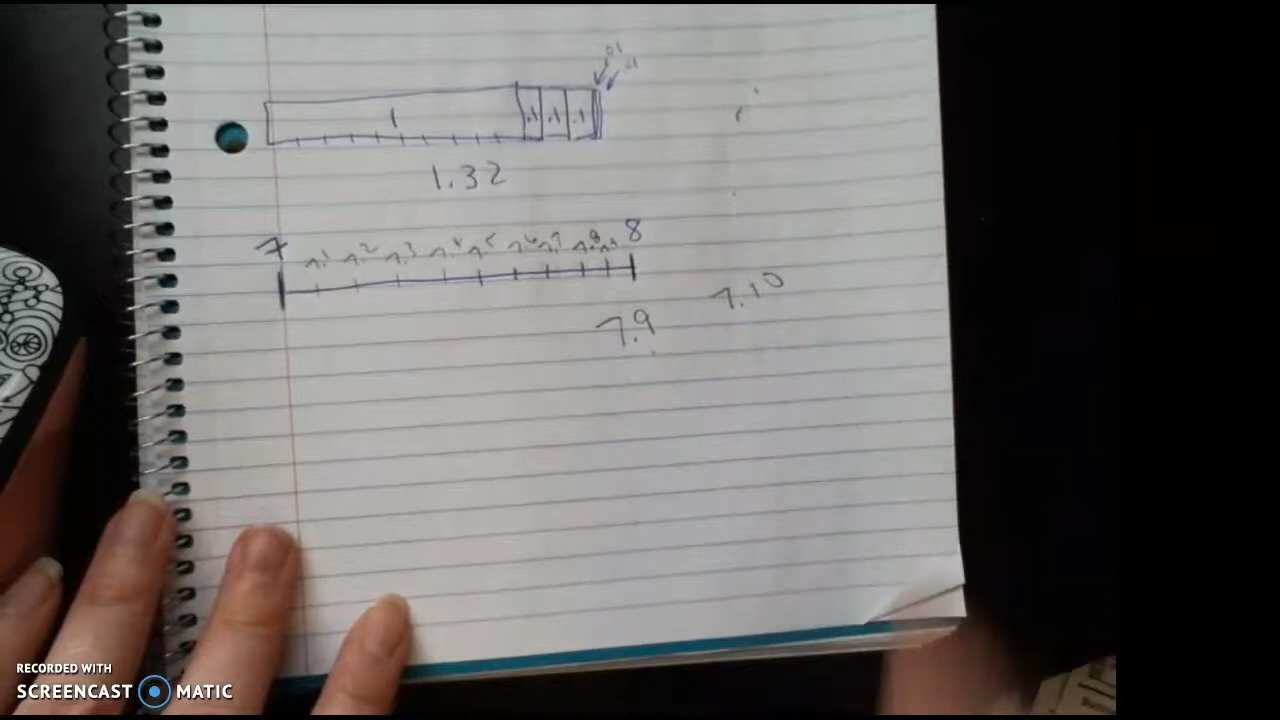 .01 .01
1 .1 .1 .1
1.32
7 7.1 7.2 7.3 7.4 7.5 7.6 7.7 7.8 7.9 8
7.9 7.10
RECORDED WITH
SCREENCAST MATIC